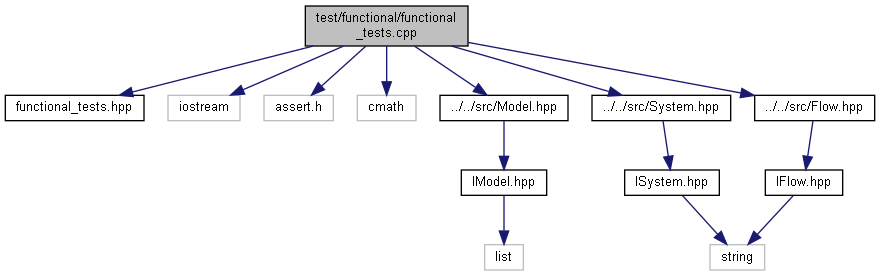 test/functional/functional
_tests.cpp
functional_tests.hpp
iostream
assert.h
cmath
../../src/Model.hpp
../../src/System.hpp
../../src/Flow.hpp
IModel.hpp
ISystem.hpp
IFlow.hpp
list
string